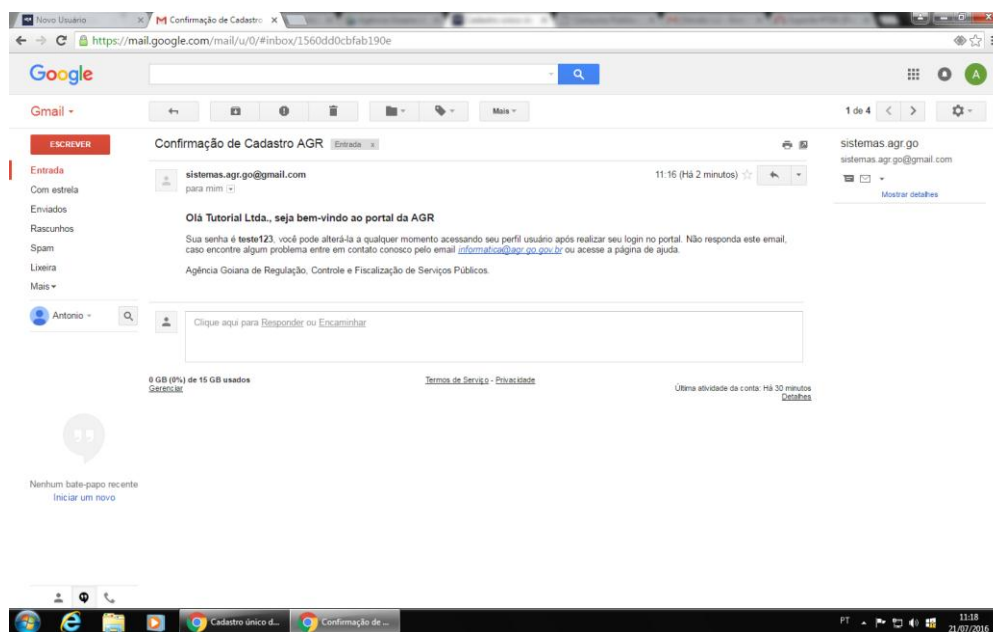 Novo Usuário
Confirmação de Cadastro
https://mail.google.com/mail/u/0/#inbox/1560dd0cbfab190e
Google
A
Gmail
Mais
1 de 4
ESCREVER
Confirmação de Cadastro AGR Entrada x
sistemas.agr.go
sistemas.agr.go@gmail.com
Mostrar detalhes
Entrada
Com estrela
Enviados
Rascunhos
Spam
Lixeira
Mais
sistemas.agr.go@gmail.com
para mim
11:16 (Há 2 minutos)
Olá Tutorial Ltda., seja bem-vindo ao portal da AGR
Sua senha é teste123, você pode alterá-la a qualquer momento acessando seu perfil usuário após realizar seu login no portal. Não responda este email,
caso encontre algum problema entre em contato conosco pelo email informatica@agr.go.gov.br ou acesse a página de ajuda.
Agência Goiana de Regulação, Controle e Fiscalização de Serviços Públicos.
Antonio
Clique aqui para Responder ou Encaminhar
0 GB (0%) de 15 GB usados
Gerenciar
Termos de Serviço - Privacidade
Última atividade da conta: Há 30 minutos
Detalhes
Nenhum bate-papo recente
Iniciar um novo
Cadastro único d...
Confirmação de ...
PT
11:18
21/07/2016